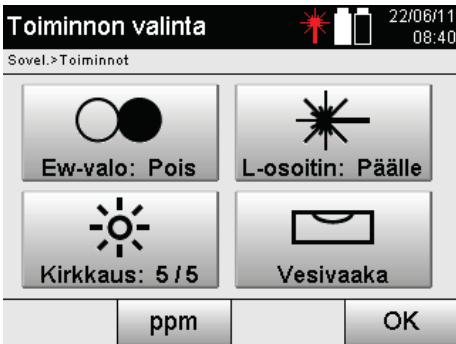 Toiminnon valinta
22/06/11
08:40
Sovel.>Toiminnot
Ew-valo: Pois
L-osoitin: Päälle
Kirkkaus: 5/5
Vesivaaka
ppm
OK